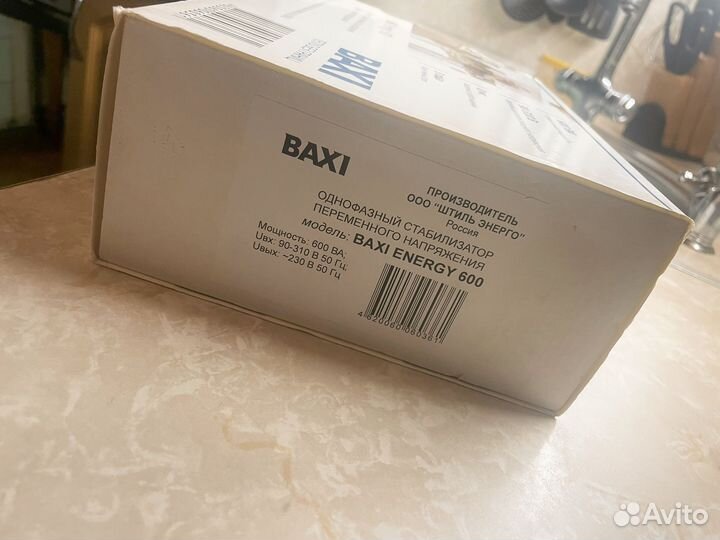 BAXI
BAXI
ПРОИЗВОДИТЕЛЬ
ООО "ШТИЛЬ ЭНЕРГО"
Россия
ОДНОФАЗНЫЙ СТАБИЛИЗАТОР
ПЕРЕМЕННОГО НАПРЯЖЕНИЯ
модель: BAXI ENERGY 600
Мощность: 600 ВА;
Uвх: 90-310 В 50 Гц;
Uвых. ~230 В 50 Гц
4620060080361
Avito